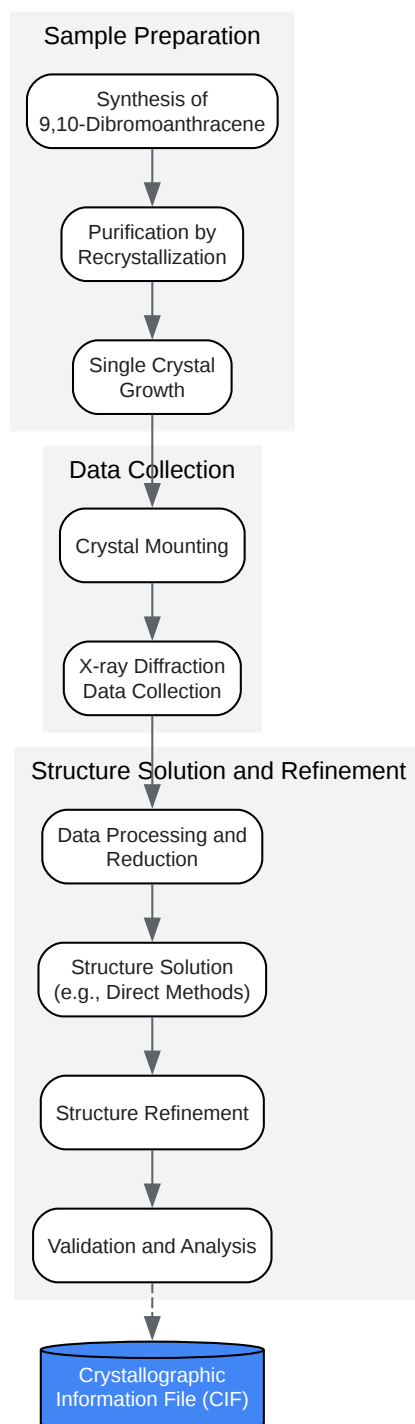 Sample Preparation
Synthesis of
9,10-Dibromoanthracene
Purification by
Recrystallization
Single Crystal
Growth
Data Collection
Crystal Mounting
X-ray Diffraction
Data Collection
Structure Solution and Refinement
Data Processing and
Reduction
Structure Solution
(e.g., Direct Methods)
Structure Refinement
Validation and Analysis
Crystallographic
Information File (CIF)